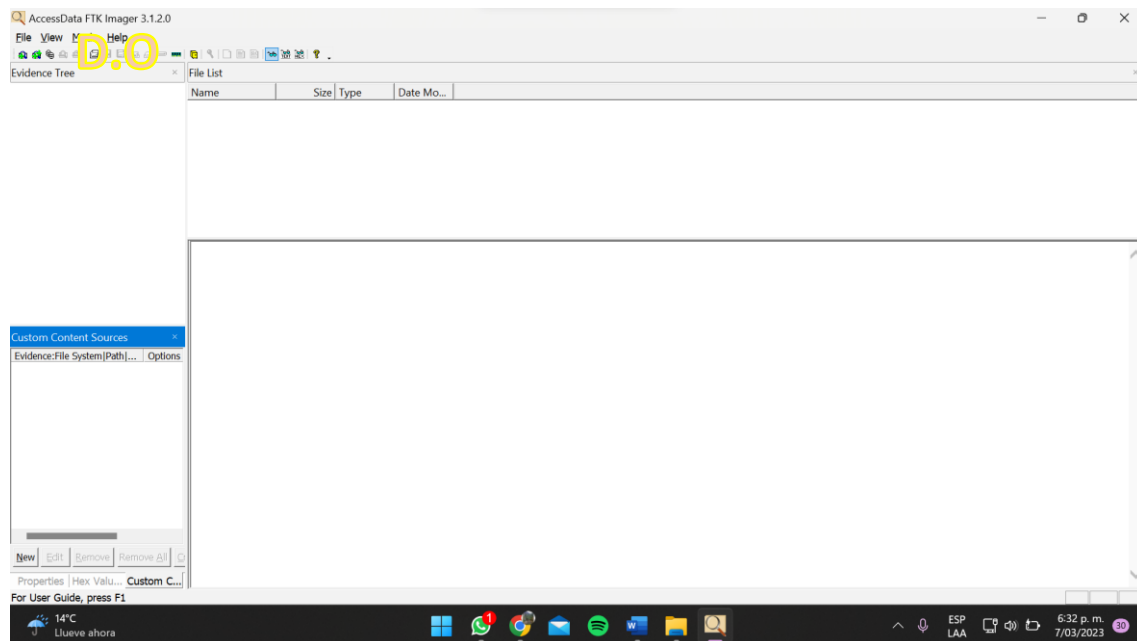 AccessData FTK Imager 3.1.2.0
File View Help
D.O
Evidence Tree
File List
Name Size Type Date Mo...
Custom Content Sources
Evidence:File System|Path|... Options
New Edit Remove Remove All
Properties Hex Valu... Custom C...
For User Guide, press F1
14°C
Llueve ahora
1
W
ESP
LAA
6:32 p. m.
7/03/2023
30